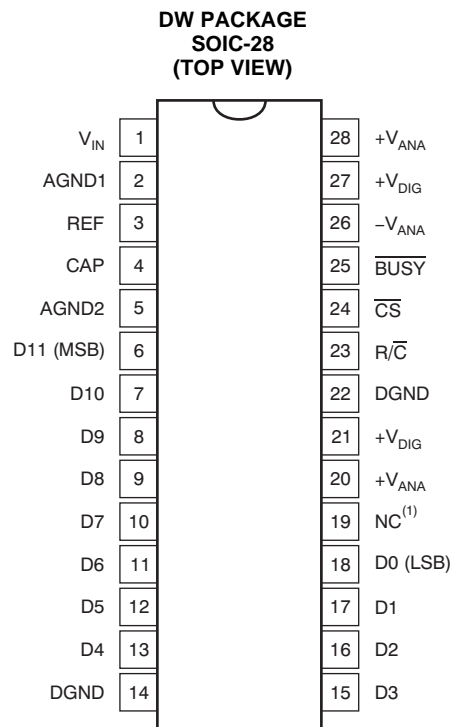 DW PACKAGE
SOIC-28
(TOP VIEW)
V_IN 1 28 +V_ANA
AGND1 2 27 +V_DIG
REF 3 26 −V_ANA
CAP 4 25 B̅U̅S̅Y̅
AGND2 5 24 C̅S̅
D11 (MSB) 6 23 R/C̅
D10 7 22 DGND
D9 8 21 +V_DIG
D8 9 20 +V_ANA
D7 10 19 NC(1)
D6 11 18 D0 (LSB)
D5 12 17 D1
D4 13 16 D2
DGND 14 15 D3